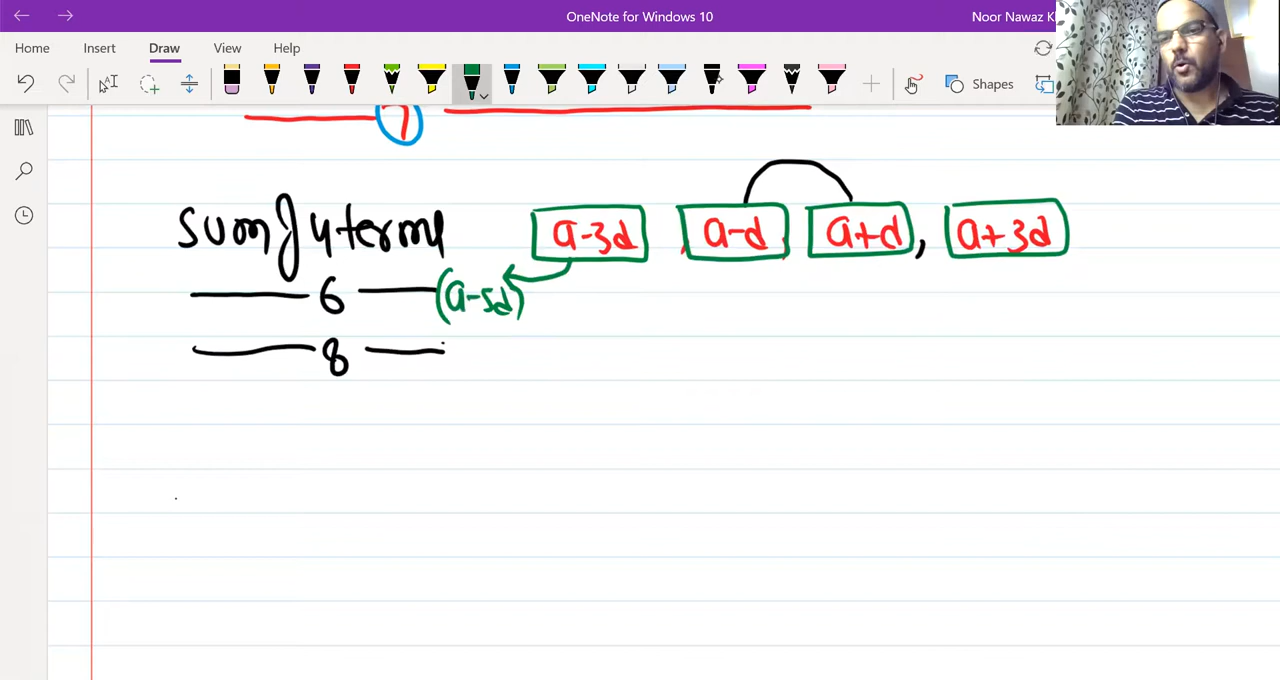 OneNote for Windows 10
Noor Nawaz K
Home Insert Draw View Help
Shapes
7
sum of 4 terms a-3d a-d a+d, a+3d
6 (a-5d)
8